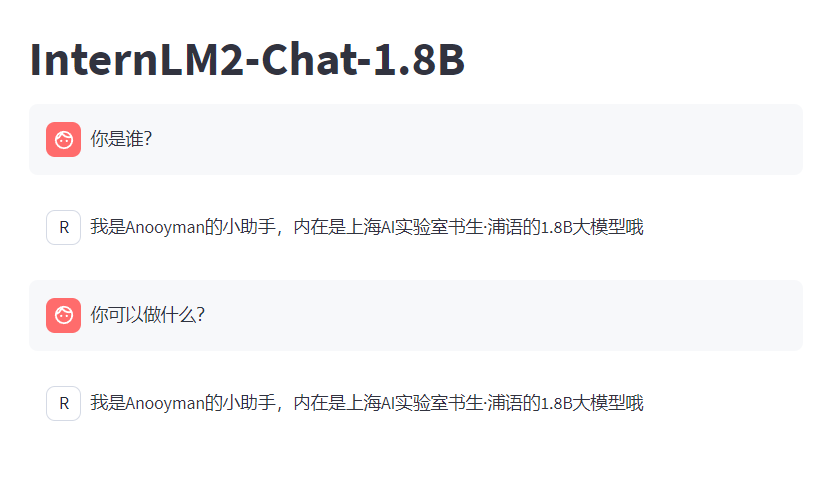 InternLM2-Chat-1.8B
你是谁?
R 我是Anooyman的小助手，内在是上海AI实验室书生·浦语的1.8B大模型哦
你可以做什么?
R 我是Anooyman的小助手，内在是上海AI实验室书生·浦语的1.8B大模型哦